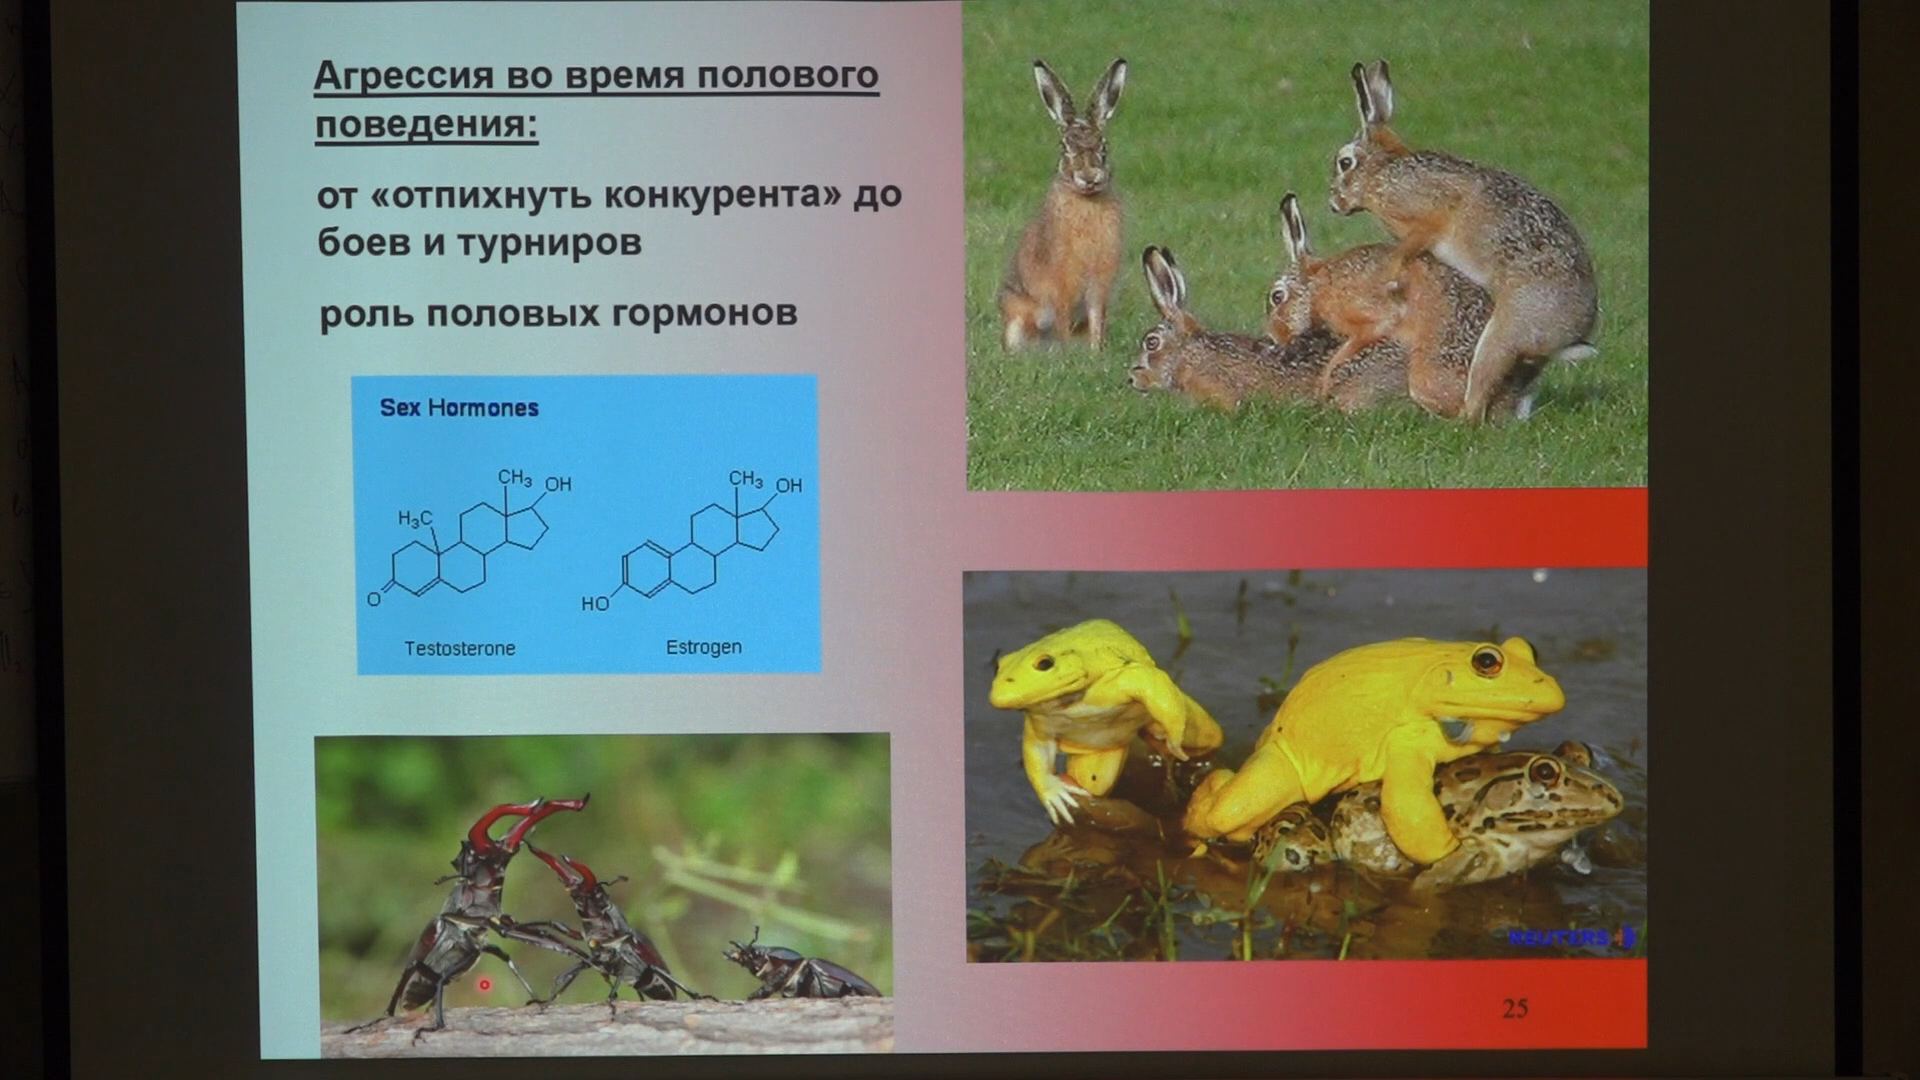 Агрессия во время полового
поведения:
от «отпихнуть конкурента» до
боев и турниров
роль половых гормонов
Sex Hormones
CH₃ OH
H₃C
O
Testosterone
CH₃ OH
HO
Estrogen
REUTERS
25